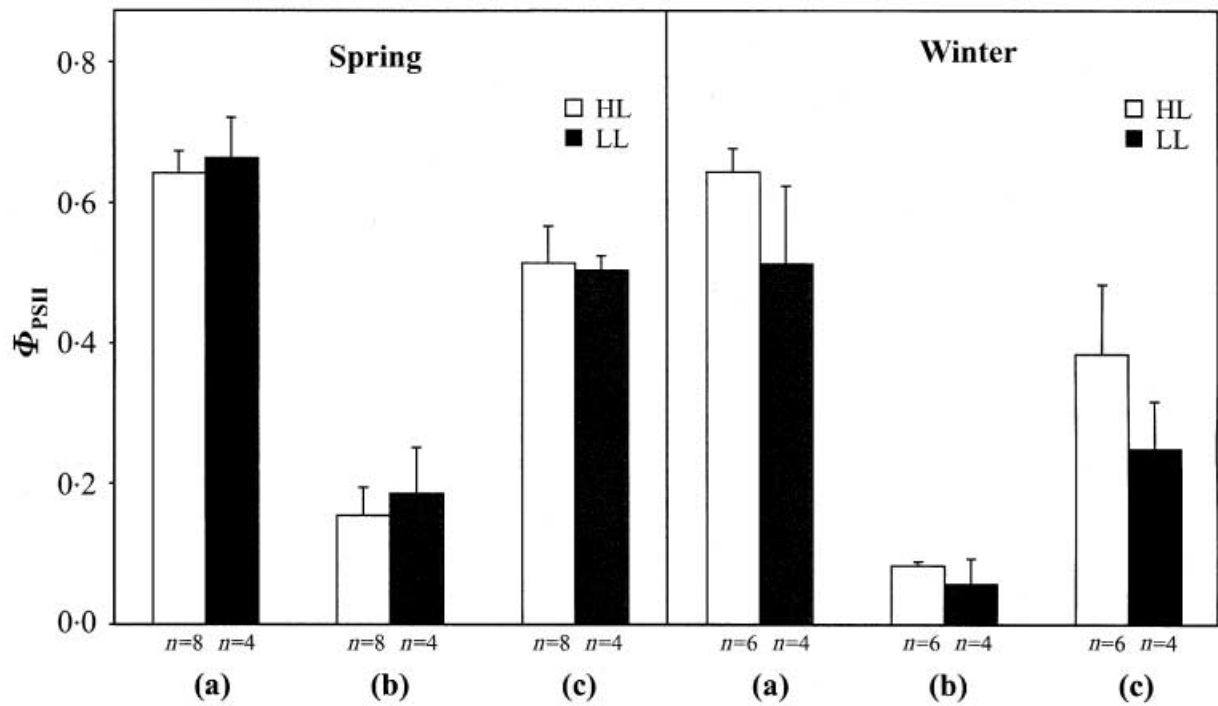 Spring
Winter
HL
LL
HL
LL
0·8
0·6
0·4
0·2
0·0
ΦPSII
n=8 n=4 n=8 n=4 n=8 n=4 n=6 n=4 n=6 n=4 n=6 n=4
(a) (b) (c) (a) (b) (c)